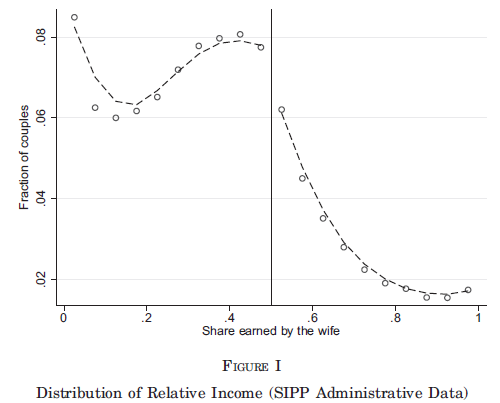 .08
.06
.04
.02
Fraction of couples
0
.2
.4
.6
.8
1
Share earned by the wife
FIGURE I
Distribution of Relative Income (SIPP Administrative Data)